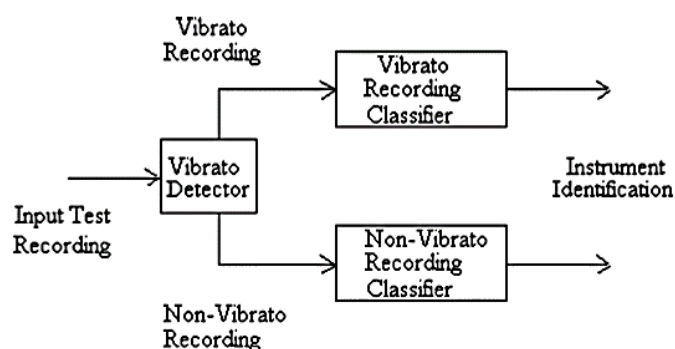 Vibrato
Recording
Vibrato
Recording
Classifier
Vibrato
Detector
Input Test
Recording
Instrument
Identification
Non-Vibrato
Recording
Classifier
Non-Vibrato
Recording